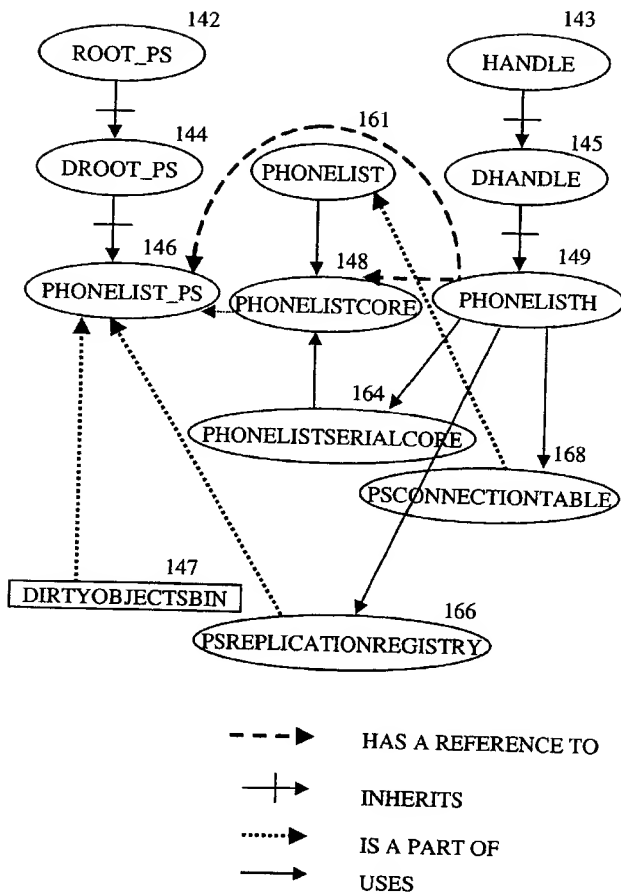 142
ROOT_PS
143
HANDLE
144
DROOT_PS
161
PHONELIST
145
DHANDLE
146
PHONELIST_PS
148
PHONELISTCORE
149
PHONELISTH
164
PHONELISTSERIALCORE
168
PSCONNECTIONTABLE
147
DIRTYOBJECTSBIN
166
PSREPLICATIONREGISTRY
HAS A REFERENCE TO
INHERITS
IS A PART OF
USES